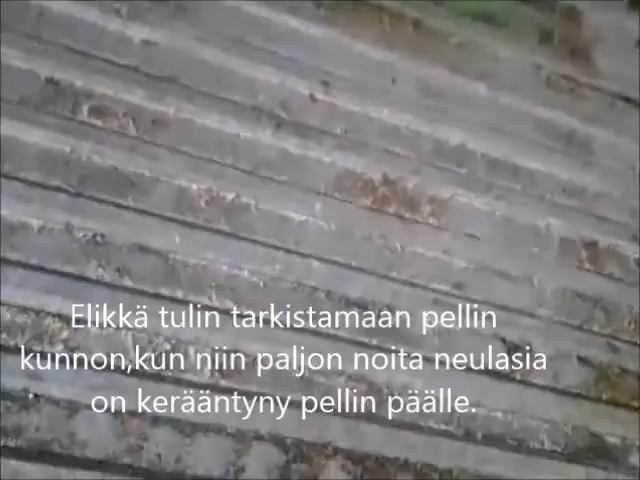 Elikkä tulin tarkistamaan pellin
kunnon,kun niin paljon noita neulasia
on kerääntyny pellin päälle.